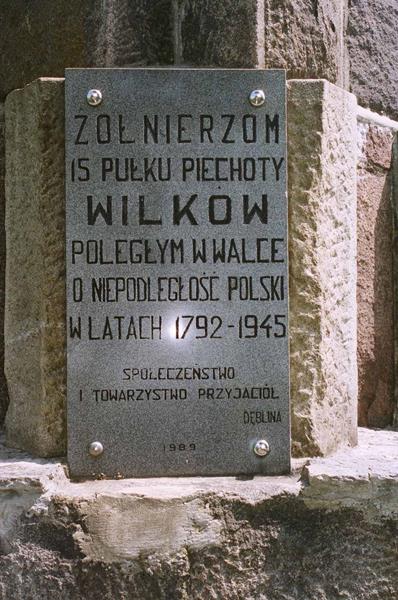 ŻOŁNIERZOM
15 PUŁKU PIECHOTY
WILKÓW
POLEGŁYM W WALCE
O NIEPODLEGŁOŚĆ POLSKI
W LATACH 1792-1945
SPOŁECZEŃSTWO
I TOWARZYSTWO PRZYJACIÓŁ
DĘBLINA
1989